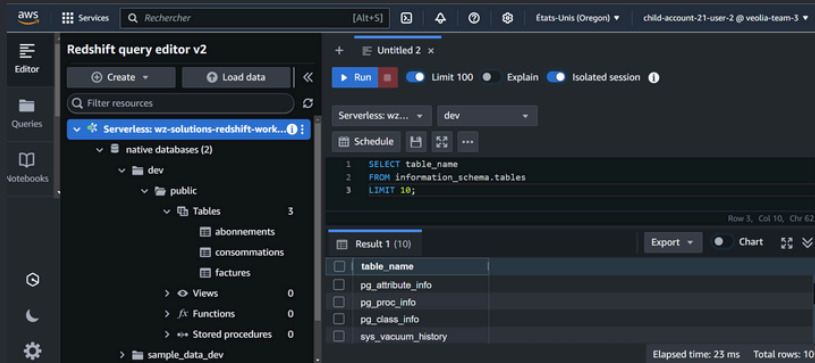 aws Services Rechercher [Alt+S] États-Unis (Oregon) ▼ child-account-21-user-2 @ veolia-team-3 ▼
Editor
Queries
Notebooks
Redshift query editor v2
Create Load data
Filter resources
Serverless: wz-solutions-redshift-work...
native databases (2)
dev
public
Tables 3
abonnements
consommations
factures
Views 0
fx Functions 0
Stored procedures 0
sample_data_dev
Untitled 2
Run Limit 100 Explain Isolated session
Serverless: wz... dev
Schedule
1 SELECT table_name
2 FROM information_schema.tables
3 LIMIT 10;
Row 3, Col 10, Chr 62
Result 1 (10) Export Chart
table_name
pg_attribute_info
pg_proc_info
pg_class_info
sys_vacuum_history
Elapsed time: 23 ms Total rows: 10